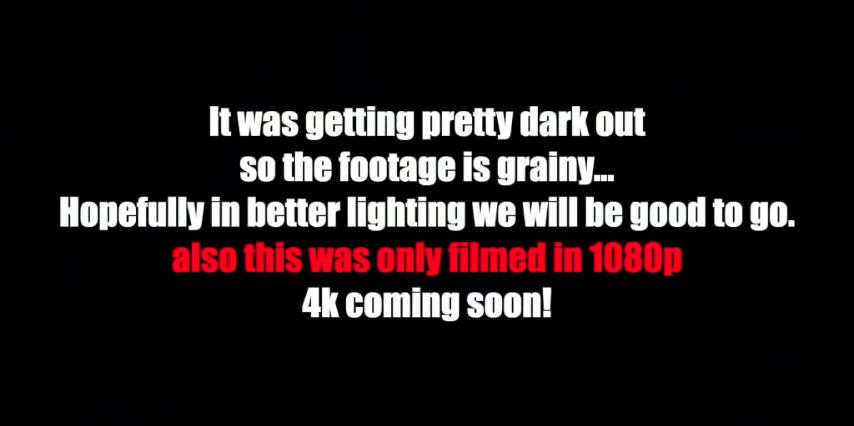 It was getting pretty dark out
so the footage is grainy...
Hopefully in better lighting we will be good to go.
also this was only filmed in 1080p
4k coming soon!